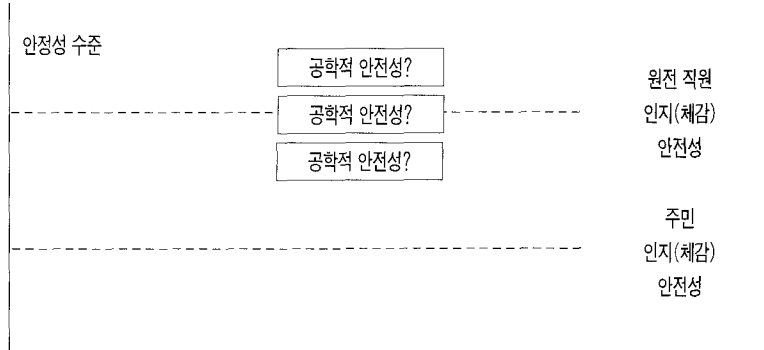 안정성 수준
공학적 안전성?
공학적 안전성?
공학적 안전성?
원전 직원
인지(체감)
안전성
주민
인지(체감)
안전성